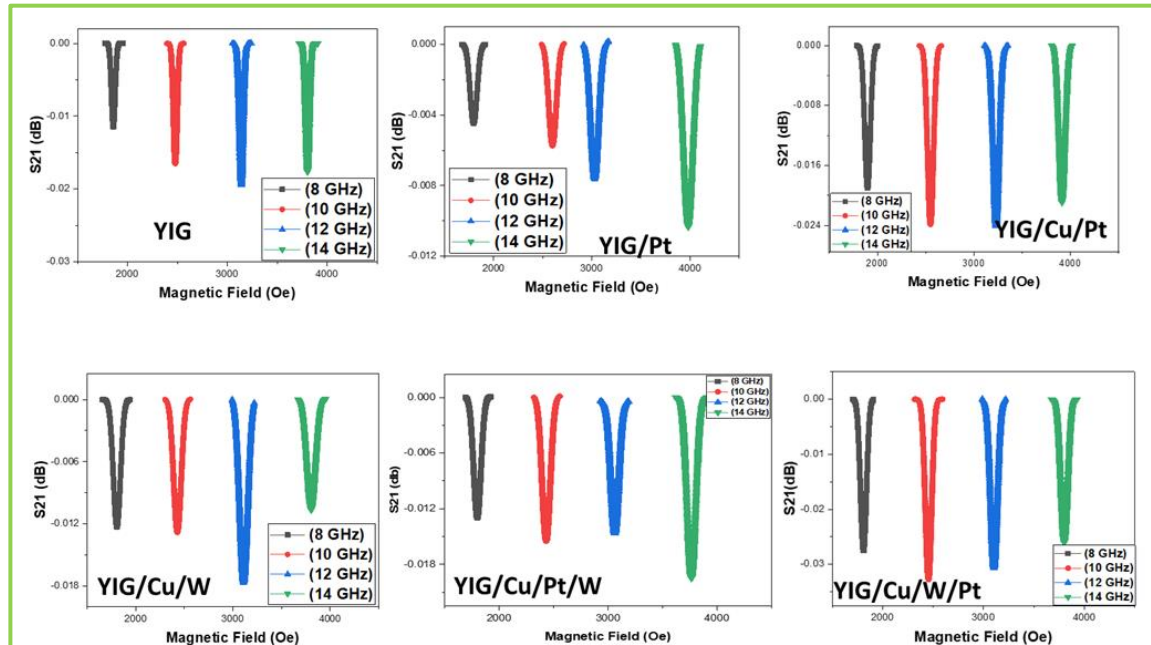 0.00
-0.01
-0.02
-0.03
S21 (dB)
2000 3000 4000
Magnetic Field (Oe)
YIG
(8 GHz)
(10 GHz)
(12 GHz)
(14 GHz)
0.000
-0.004
-0.008
-0.012
S21 (dB)
2000 3000 4000
Magnetic Field (Oe)
(8 GHz)
(10 GHz)
(12 GHz)
(14 GHz)
YIG/Pt
0.000
-0.008
-0.016
-0.024
S21 (dB)
2000 3000 4000
Magnetic Field (Oe)
(8 GHz)
(10 GHz)
(12 GHz)
(14 GHz)
YIG/Cu/Pt
0.000
-0.006
-0.012
-0.018
S21 (dB)
2000 3000 4000
Magnetic Field (Oe)
YIG/Cu/W
(8 GHz)
(10 GHz)
(12 GHz)
(14 GHz)
0.000
-0.006
-0.012
-0.018
S21 (db)
2000 3000 4000
Magnetic Field (Oe)
(8 GHz)
(10 GHz)
(12 GHz)
(14 GHz)
YIG/Cu/Pt/W
0.00
-0.01
-0.02
-0.03
S21(dB)
2000 3000 4000
Magnetic Field (Oe)
YIG/Cu/W/Pt
(8 GHz)
(10 GHz)
(12 GHz)
(14 GHz)